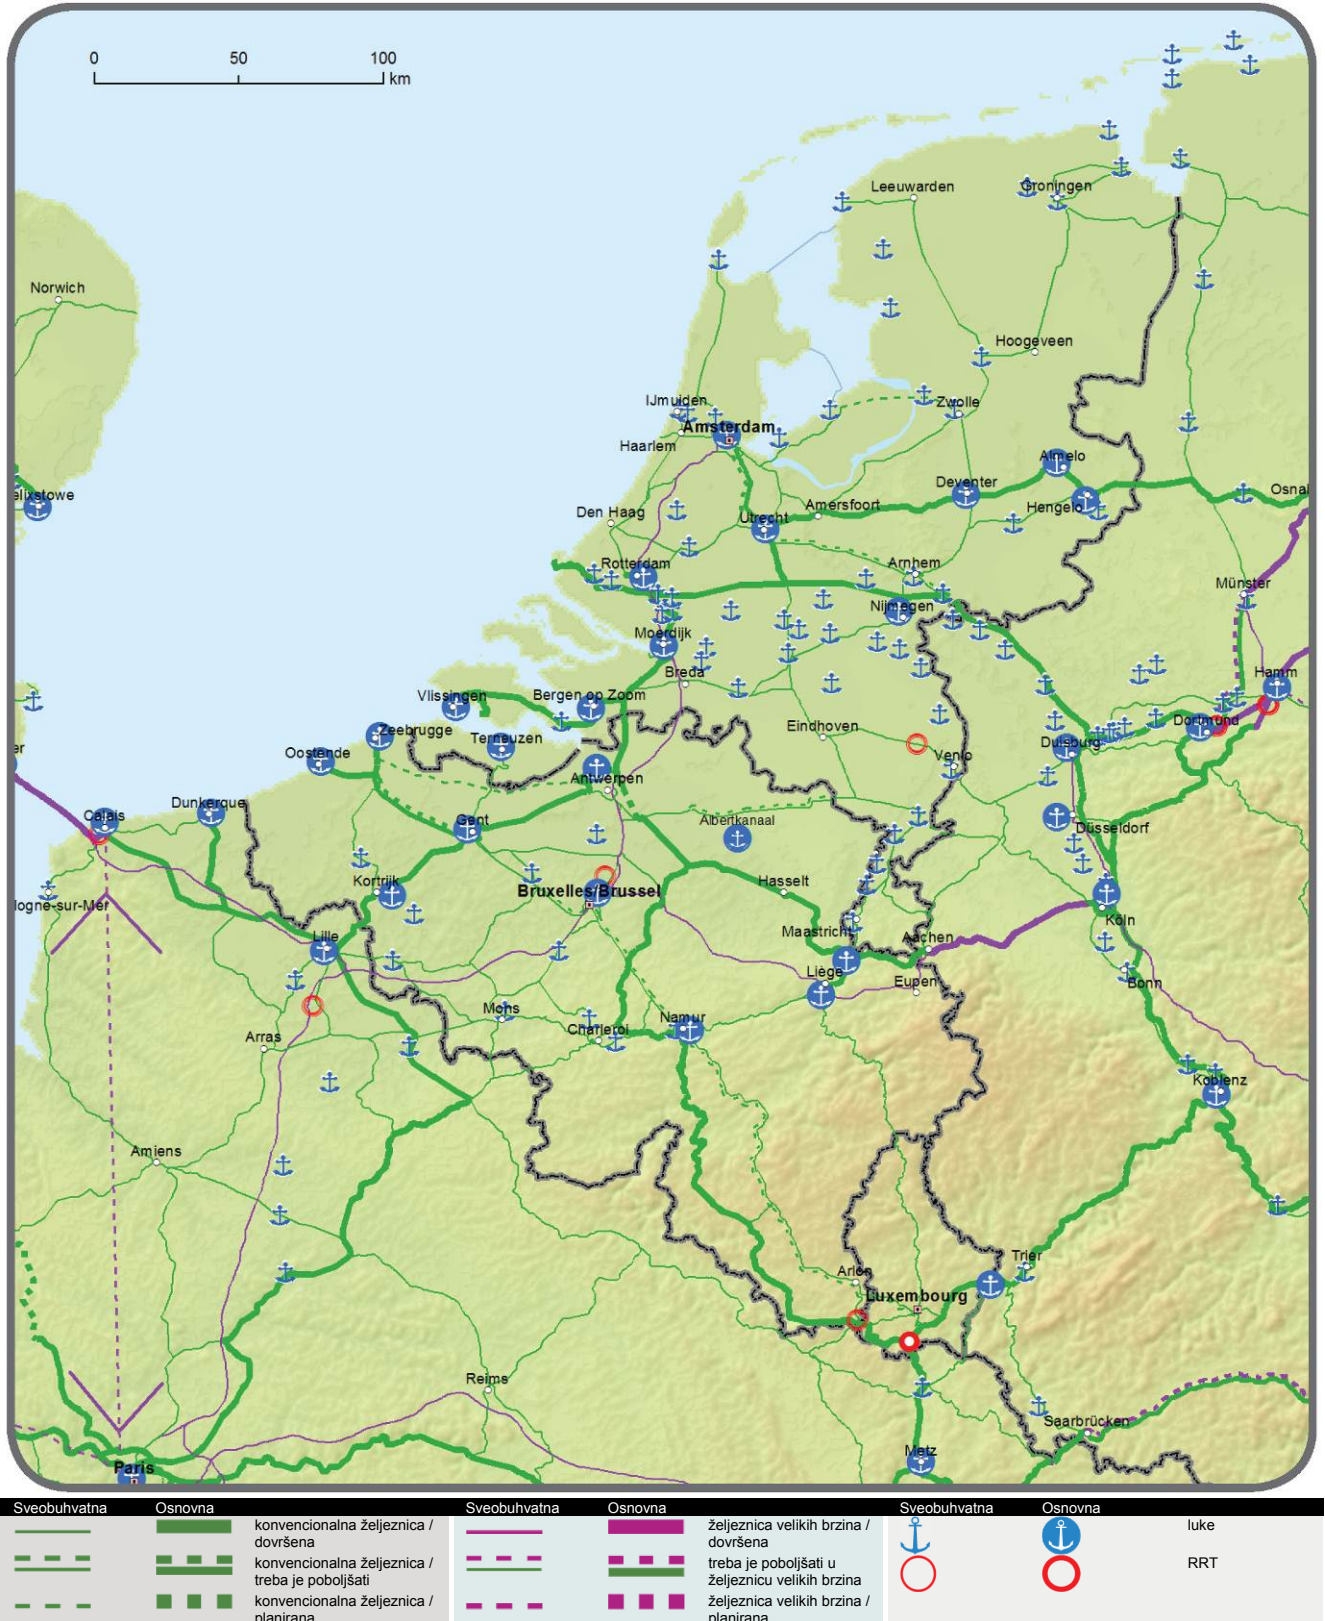 0 50 100
km
Leeuwarden
Groningen
Norwich
Hoogeveen
IJmuiden
Zwolle
Amsterdam
Haarlem
Almelo
Deventer
elixstowe
Osnal
Hengelo
Amersfoort
Den Haag
Utrecht
Rotterdam
Arnhem
Münster
Nijmegen
Moerdijk
Breda
Hamm
Vlissingen
Bergen op Zoom
Zeebrugge
Terneuzen
Eindhoven
Dortmund
er
Oostende
Duisburg
Venlo
Antwerpen
Dunkerque
Calais
Gent
Albertkanaal
Düsseldorf
Kortrijk
Bruxelles/Brussel
Hasselt
logne-sur-Mer
Köln
Lille
Maastricht
Aachen
Liège
Eupen
Bonn
Mons
Namur
Charleroi
Arras
Koblenz
Amiens
Trier
Arlon
Luxembourg
Reims
Saarbrücken
Metz
Paris
Sveobuhvatna Osnovna Sveobuhvatna Osnovna Sveobuhvatna Osnovna
konvencionalna željeznica /
dovršena
konvencionalna željeznica /
treba je poboljšati
konvencionalna željeznica /
planirana
željeznica velikih brzina /
dovršena
treba je poboljšati u
željeznicu velikih brzina
željeznica velikih brzina /
planirana
luke
RRT